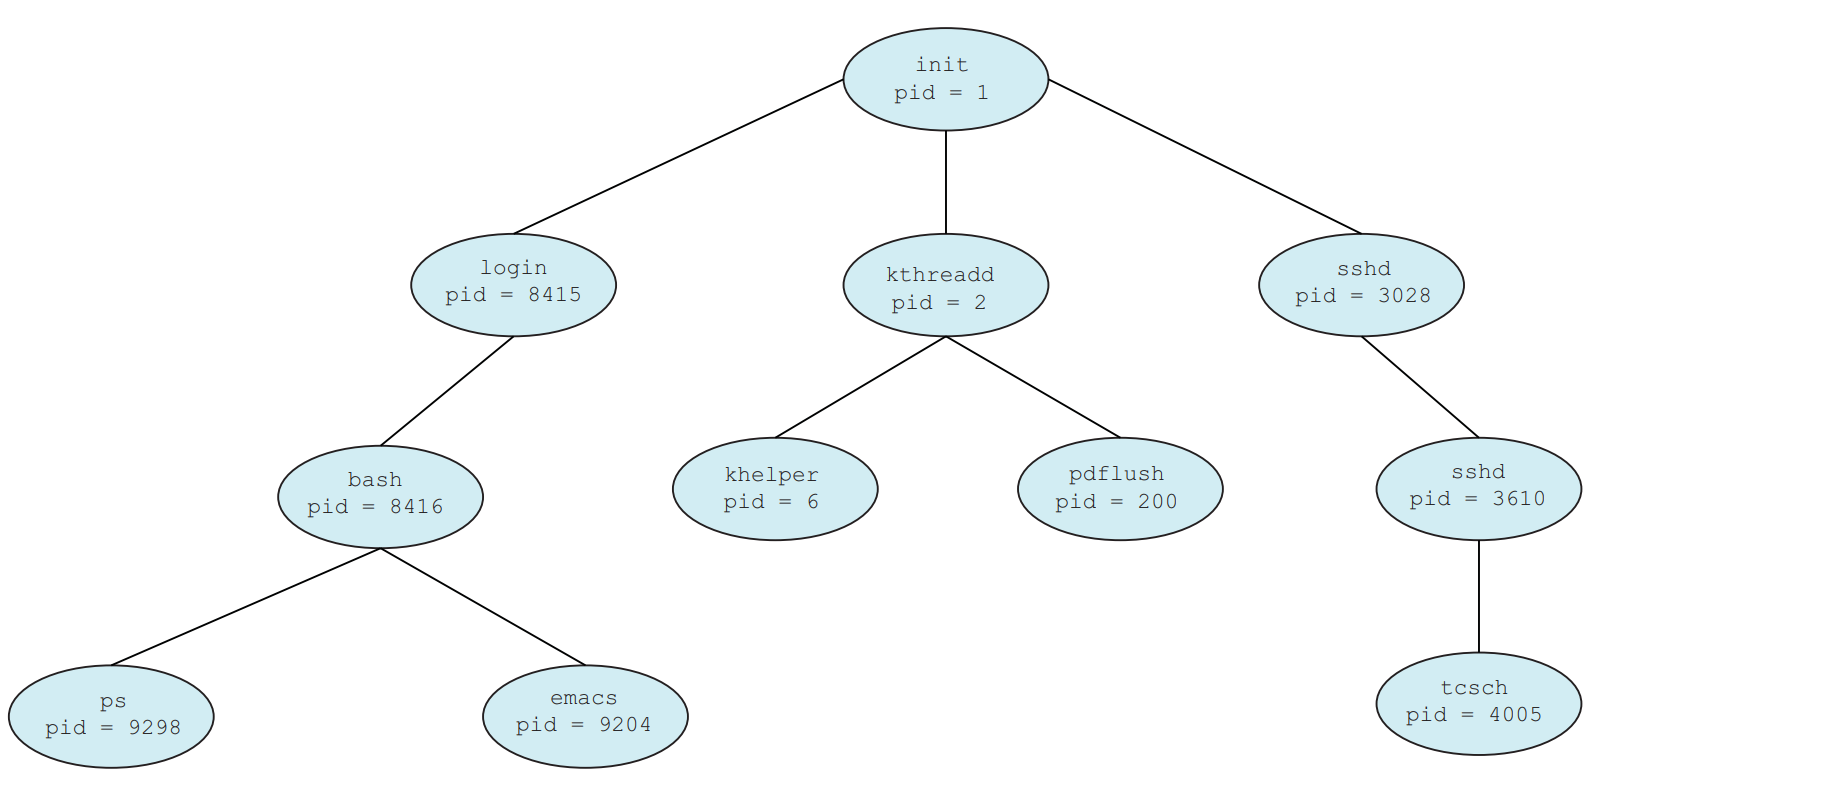 init
pid = 1
login
pid = 8415
kthreadd
pid = 2
sshd
pid = 3028
bash
pid = 8416
khelper
pid = 6
pdflush
pid = 200
sshd
pid = 3610
ps
pid = 9298
emacs
pid = 9204
tcsch
pid = 4005